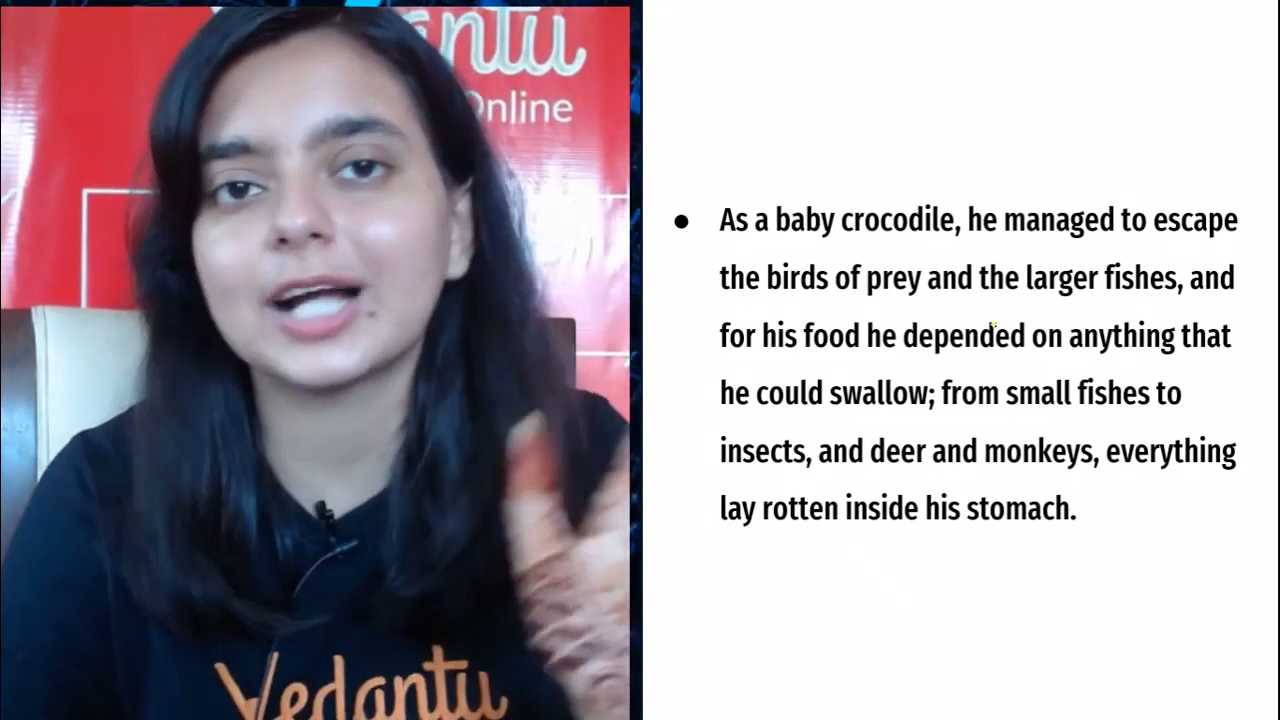 antu
Online
Vedantu
• As a baby crocodile, he managed to escape
the birds of prey and the larger fishes, and
for his food he depended on anything that
he could swallow; from small fishes to
insects, and deer and monkeys, everything
lay rotten inside his stomach.